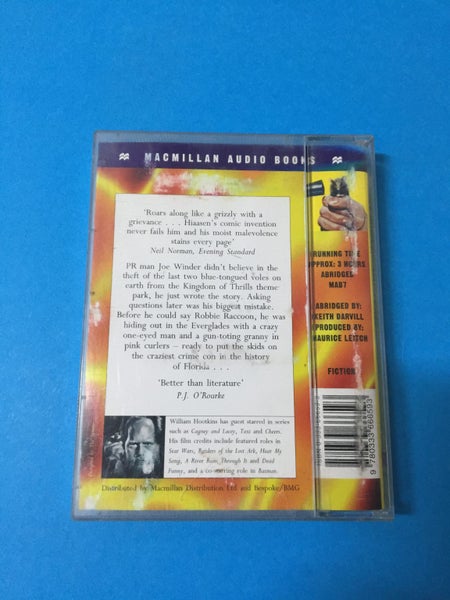 MACMILLAN AUDIO BOOKS
'Roars along like a grizzly with a
grievance . . . Hiaasen's comic invention
never fails him and his moist malevolence
stains every page'
Neil Norman, Evening Standard
PR man Joe Winder didn't believe in the
theft of the last two blue-tongued voles on
earth from the Kingdom of Thrills theme
park, he just wrote the story. Asking
questions later was his biggest mistake.
Before he could say Robbie Raccoon, he was
hiding out in the Everglades with a crazy
one-eyed man and a gun-toting granny in
pink curlers – ready to put the skids on
the craziest crime con in the history
of Florida . . .
'Better than literature'
P.J. O'Rourke
William Hootkins has guest starred in series
such as Cagney and Lacey, Taxi and Cheers.
His film credits include featured roles in
Star Wars, Raiders of the Lost Ark, Hear My
Song, A River Runs Through It and Dead
Funny, and a co-starring role in Batman.
Distributed by Macmillan Distribution Ltd and Bespoke/BMG
RUNNING TIME
APPROX: 3 HOURS
ABRIDGED
MAB7
ABRIDGED BY:
KEITH DARVILL
PRODUCED BY:
MAURICE LEITCH
FICTION
9 780333 666593